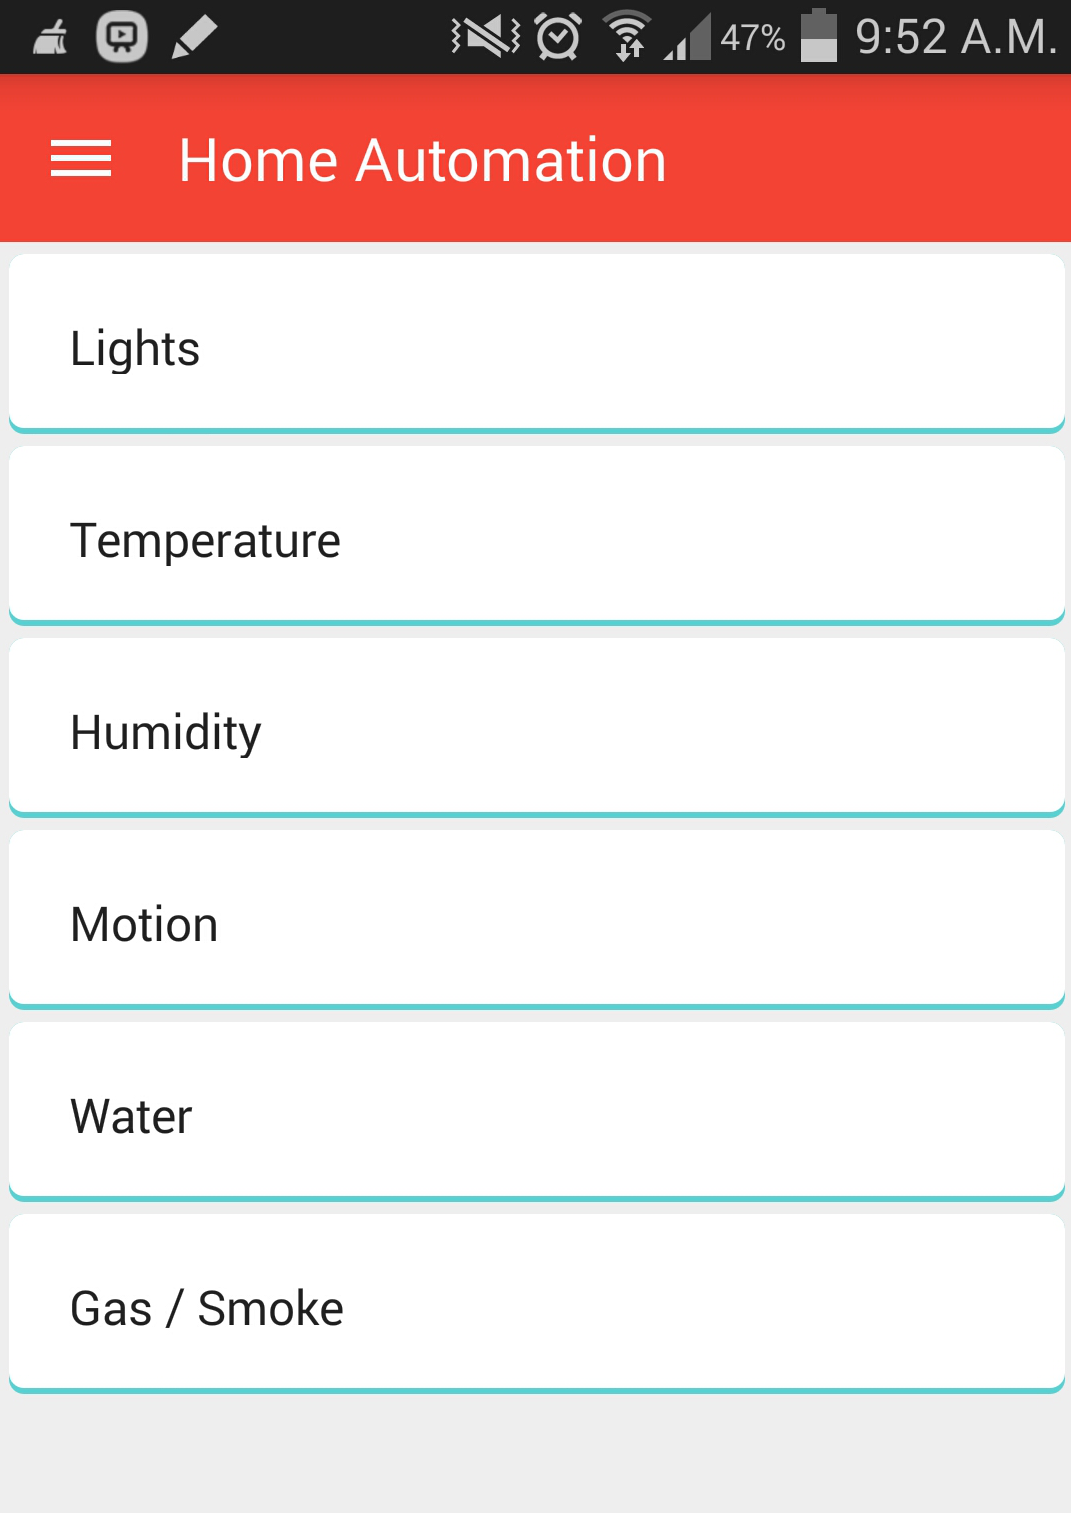 47% 9:52 A.M.
Home Automation
Lights
Temperature
Humidity
Motion
Water
Gas / Smoke